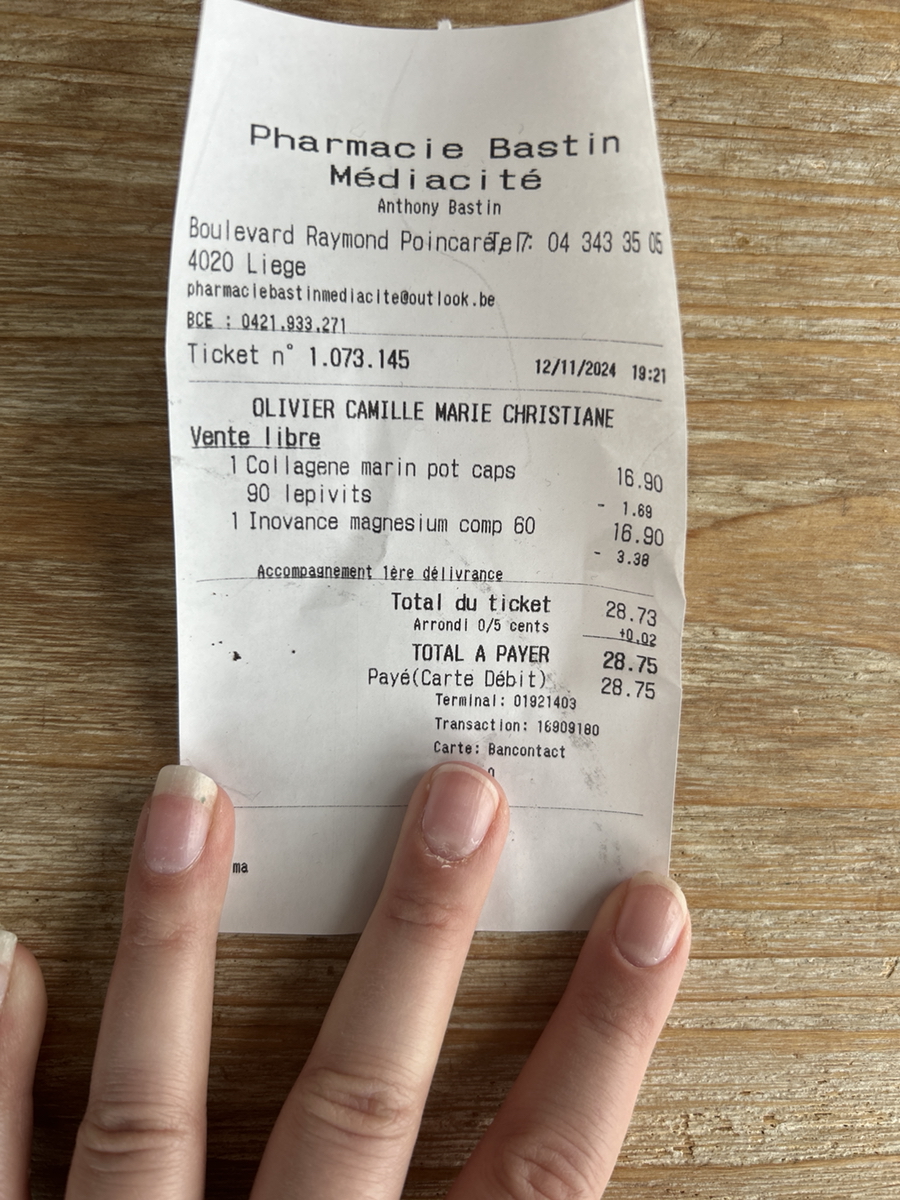 Pharmacie Bastin
Médiacité
Anthony Bastin
Boulevard Raymond Poincaré 7 Tel: 04 343 35 05
4020 Liege
pharmaciebastinmediacite@outlook.be
BCE : 0421.933.271
Ticket n° 1.073.145 12/11/2024 19:21
OLIVIER CAMILLE MARIE CHRISTIANE
Vente libre
1 Collagene marin pot caps 16.90
90 lepivits - 1.69
1 Inovance magnesium comp 60 16.90
- 3.38
Accompagnement 1ère délivrance
Total du ticket 28.73
Arrondi 0/5 cents +0.02
TOTAL A PAYER 28.75
Payé(Carte Débit) 28.75
Terminal: 01921403
Transaction: 16909180
Carte: Bancontact
0
ma